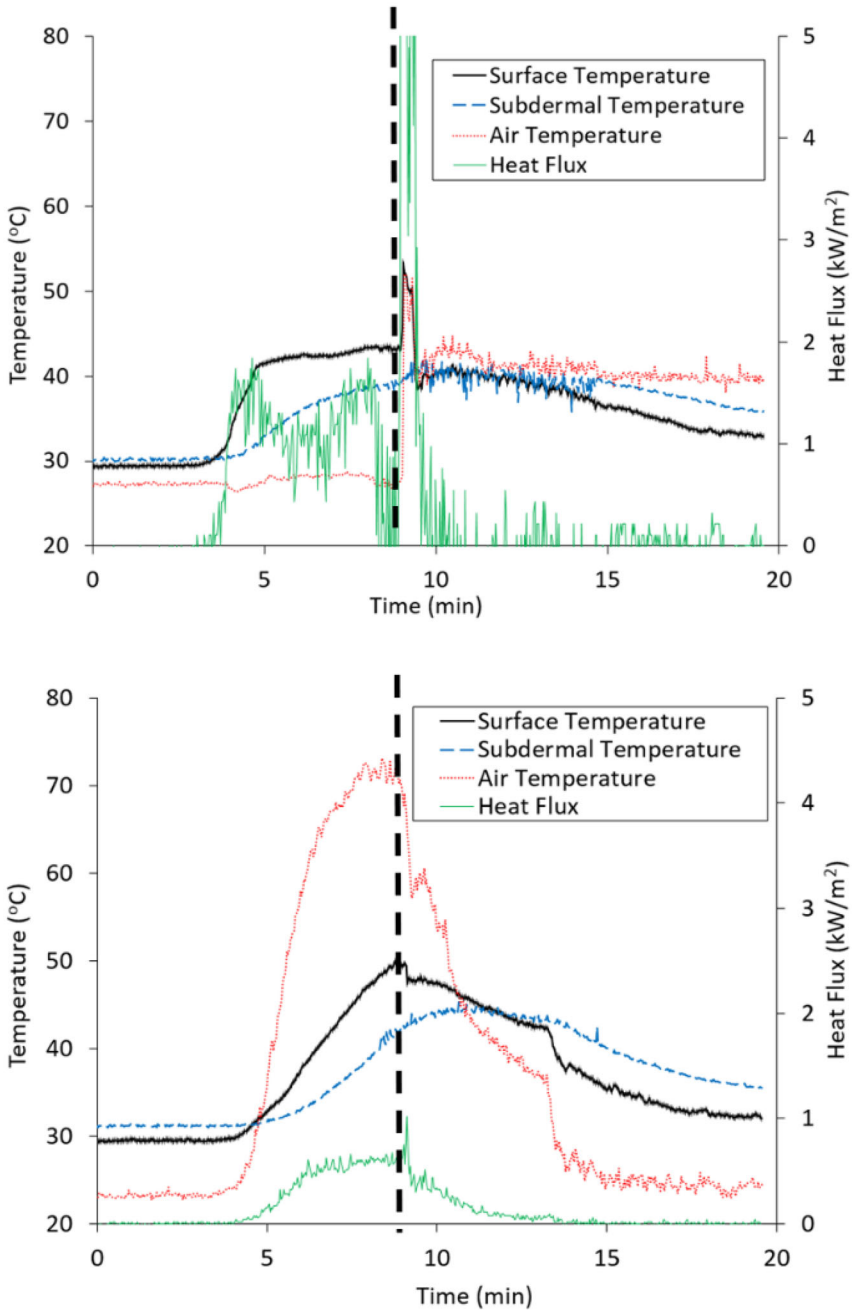 80
70
60
50
40
30
20
Temperature (°C)
5
4
3
2
1
0
Heat Flux (kW/m²)
Surface Temperature
Subdermal Temperature
Air Temperature
Heat Flux
0
5
10
15
20
Time (min)
80
70
60
50
40
30
20
Temperature (°C)
5
4
3
2
1
0
Heat Flux (kW/m²)
Surface Temperature
Subdermal Temperature
Air Temperature
Heat Flux
0
5
10
15
20
Time (min)